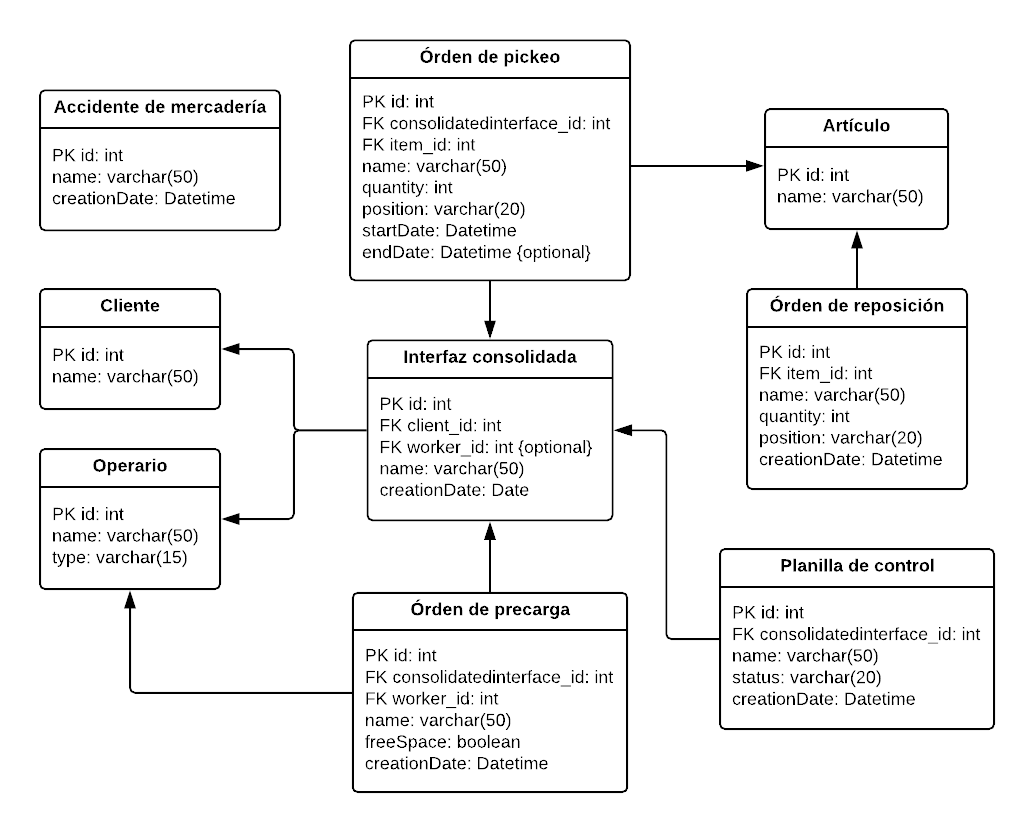 Órden de pickeo
PK id: int
FK consolidatedinterface_id: int
FK item_id: int
name: varchar(50)
quantity: int
position: varchar(20)
startDate: Datetime
endDate: Datetime {optional}
Accidente de mercadería
PK id: int
name: varchar(50)
creationDate: Datetime
Artículo
PK id: int
name: varchar(50)
Cliente
PK id: int
name: varchar(50)
Interfaz consolidada
PK id: int
FK client_id: int
FK worker_id: int {optional}
name: varchar(50)
creationDate: Date
Órden de reposición
PK id: int
FK item_id: int
name: varchar(50)
quantity: int
position: varchar(20)
creationDate: Datetime
Operario
PK id: int
name: varchar(50)
type: varchar(15)
Órden de precarga
PK id: int
FK consolidatedinterface_id: int
FK worker_id: int
name: varchar(50)
freeSpace: boolean
creationDate: Datetime
Planilla de control
PK id: int
FK consolidatedinterface_id: int
name: varchar(50)
status: varchar(20)
creationDate: Datetime